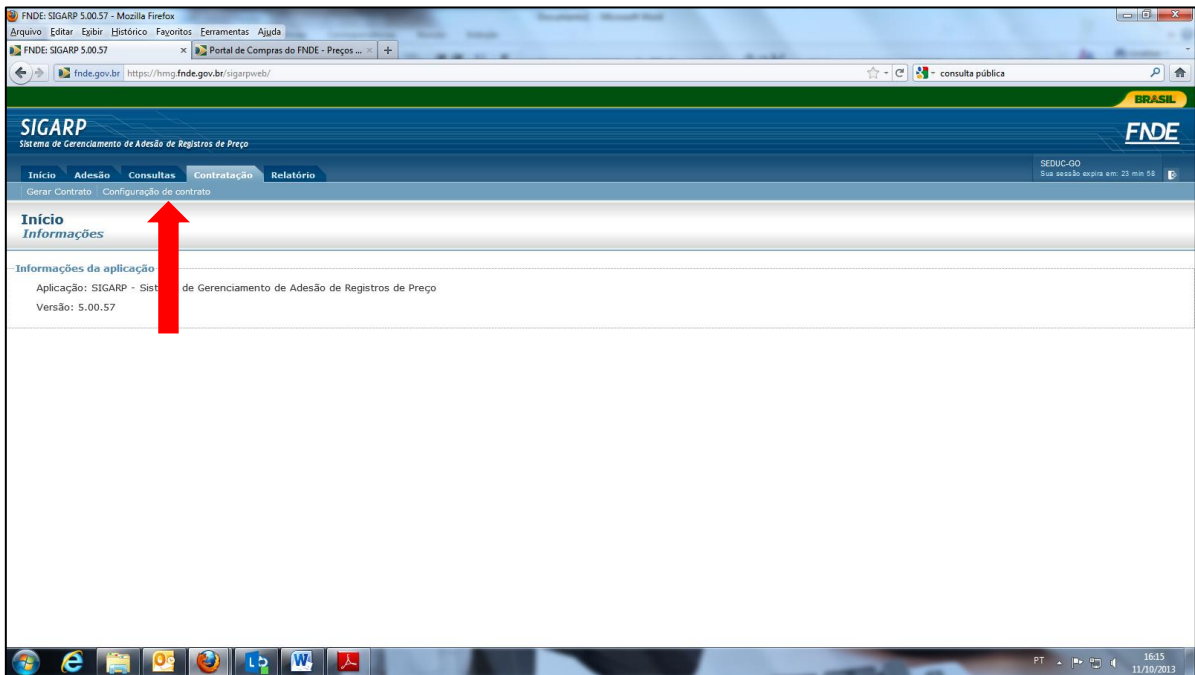 FNDE: SIGARP 5.00.57 - Mozilla Firefox
Arquivo Editar Exibir Histórico Favoritos Ferramentas Ajuda
FNDE: SIGARP 5.00.57 × Portal de Compras do FNDE - Preços ... × +
fnde.gov.br https://hmg.fnde.gov.br/sigarpweb/ consulta pública
BRASIL
SIGARP
Sistema de Gerenciamento de Adesão de Registros de Preço
FNDE
SEDUC-GO
Sua sessão expira em: 23 min 58
Início Adesão Consultas Contratação Relatório
Gerar Contrato Configuração de contrato
Início
Informações
Informações da aplicação
Aplicação: SIGARP - Sist de Gerenciamento de Adesão de Registros de Preço
Versão: 5.00.57
PT 16:15
11/10/2013